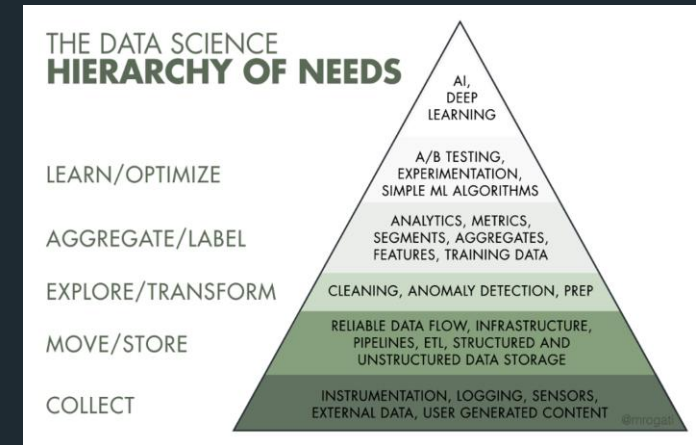 THE DATA SCIENCE
HIERARCHY OF NEEDS
AI,
DEEP
LEARNING
LEARN/OPTIMIZE
A/B TESTING,
EXPERIMENTATION,
SIMPLE ML ALGORITHMS
AGGREGATE/LABEL
ANALYTICS, METRICS,
SEGMENTS, AGGREGATES,
FEATURES, TRAINING DATA
EXPLORE/TRANSFORM
CLEANING, ANOMALY DETECTION, PREP
MOVE/STORE
RELIABLE DATA FLOW, INFRASTRUCTURE,
PIPELINES, ETL, STRUCTURED AND
UNSTRUCTURED DATA STORAGE
COLLECT
INSTRUMENTATION, LOGGING, SENSORS,
EXTERNAL DATA, USER GENERATED CONTENT
@mrogati